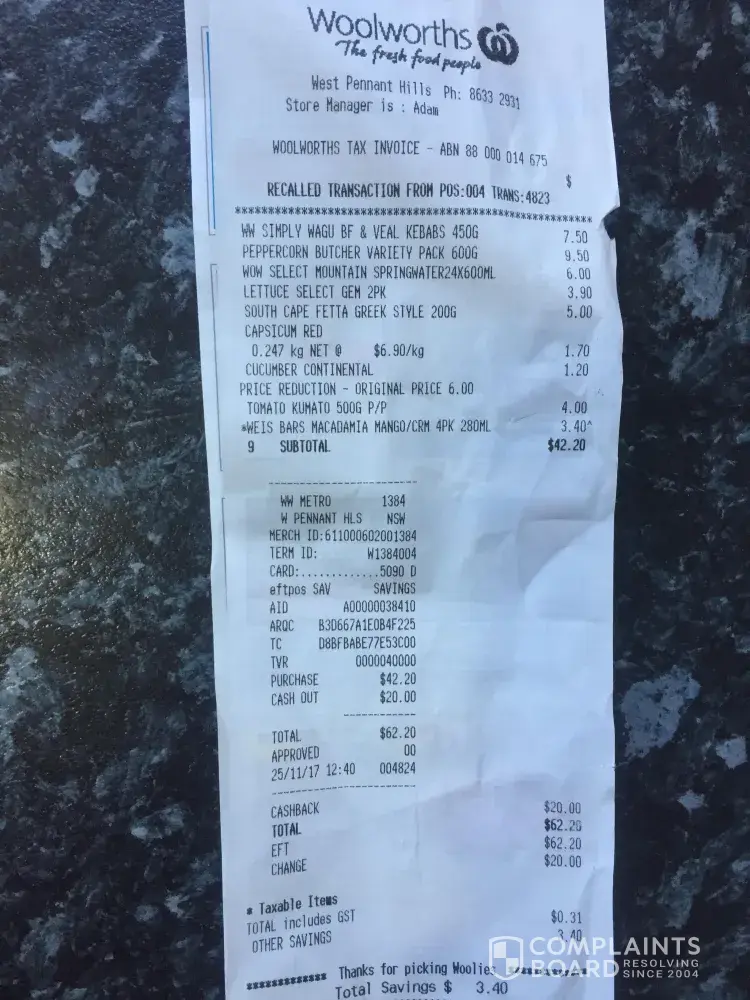 Woolworths
The fresh food people
West Pennant Hills Ph: 8633 2931
Store Manager is : Adam
WOOLWORTHS TAX INVOICE - ABN 88 000 014 675
$
RECALLED TRANSACTION FROM POS:004 TRANS:4823
************************************************
WW SIMPLY WAGU BF & VEAL KEBABS 450G 7.50
PEPPERCORN BUTCHER VARIETY PACK 600G 9.50
WOW SELECT MOUNTAIN SPRINGWATER24X600ML 6.00
LETTUCE SELECT GEM 2PK 3.90
SOUTH CAPE FETTA GREEK STYLE 200G 5.00
CAPSICUM RED
0.247 kg NET @ $6.90/kg 1.70
CUCUMBER CONTINENTAL 1.20
PRICE REDUCTION - ORIGINAL PRICE 6.00
TOMATO KUMATO 500G P/P 4.00
*WEIS BARS MACADAMIA MANGO/CRM 4PK 280ML 3.40^
9 SUBTOTAL $42.20
------------------------
WW METRO 1384
W PENNANT HLS NSW
MERCH ID:611000602001384
TERM ID: W1384004
CARD:.............5090 D
eftpos SAV SAVINGS
AID A00000038410
ARQC B3D667A1E0B4F225
TC D8BFBABE77E53C00
TVR 0000040000
PURCHASE $42.20
CASH OUT $20.00
------------
TOTAL $62.20
APPROVED 00
25/11/17 12:40 004824
------------------------
CASHBACK $20.00
TOTAL $62.20
EFT $62.20
CHANGE $20.00
* Taxable Items
TOTAL includes GST $0.31
OTHER SAVINGS 3.40
************* Thanks for picking Woolies *************
Total Savings $ 3.40
COMPLAINTS
BOARD RESOLVING SINCE 2004